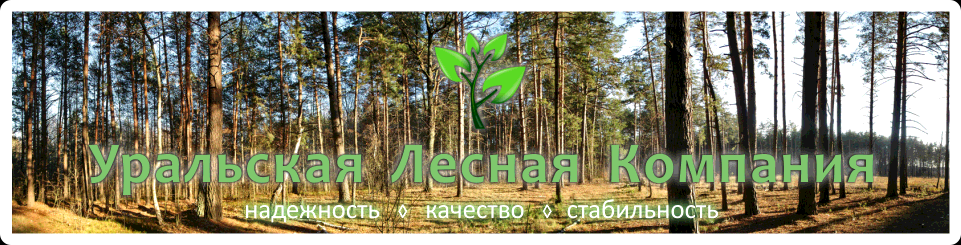 Уральская Лесная Компания
надежность ◊ качество ◊ стабильность